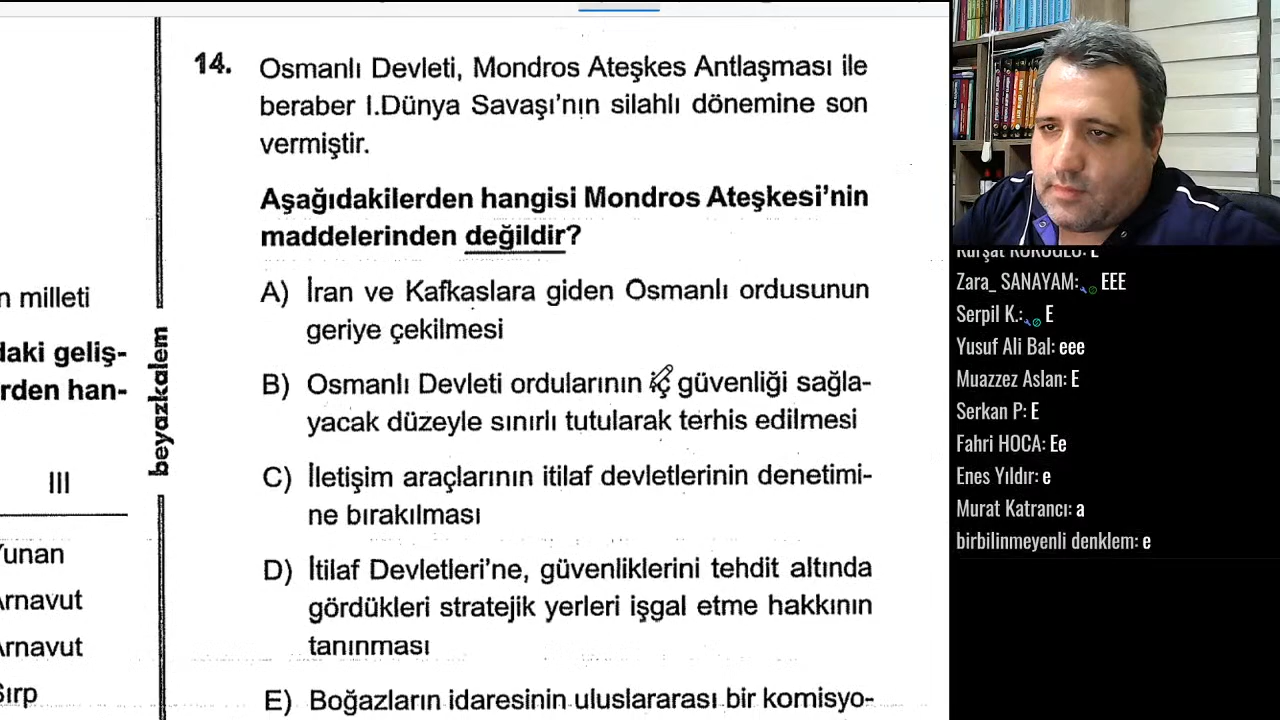 n milleti
daki geliş-
rden han-
III
Yunan
Arnavut
Arnavut
Sırp
beyazkalem
14. Osmanlı Devleti, Mondros Ateşkes Antlaşması ile
beraber I.Dünya Savaşı'nın silahlı dönemine son
vermiştir.
Aşağıdakilerden hangisi Mondros Ateşkesi'nin
maddelerinden değildir?
A) İran ve Kafkaslara giden Osmanlı ordusunun
geriye çekilmesi
B) Osmanlı Devleti ordularının iç güvenliği sağla-
yacak düzeyle sınırlı tutularak terhis edilmesi
C) İletişim araçlarının itilaf devletlerinin denetimi-
ne bırakılması
D) İtilaf Devletleri'ne, güvenliklerini tehdit altında
gördükleri stratejik yerleri işgal etme hakkının
tanınması
E) Boğazların idaresinin uluslararası bir komisyo-
Zara_ SANAYAM: EEE
Serpil K.: E
Yusuf Ali Bal: eee
Muazzez Aslan: E
Serkan P: E
Fahri HOCA: Ee
Enes Yıldır: e
Murat Katrancı: a
birbilinmeyenli denklem: e